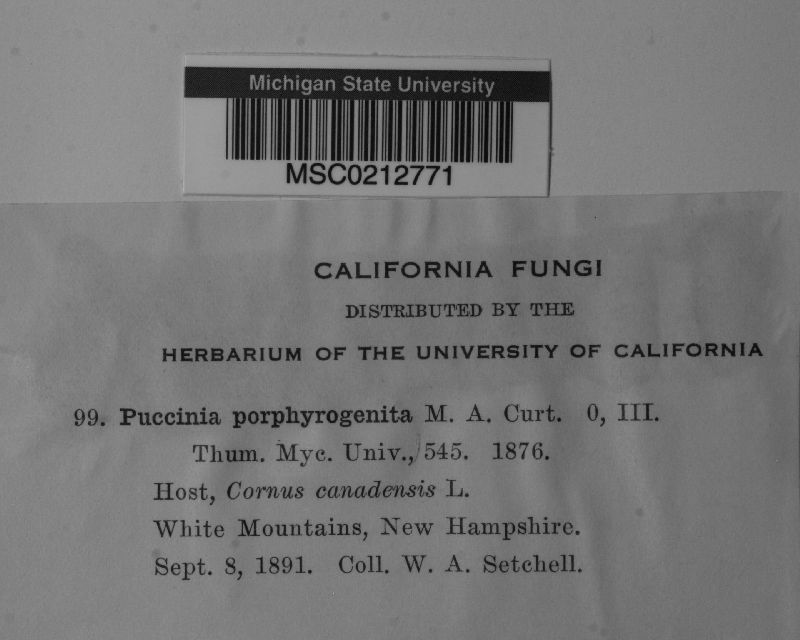 Michigan State University
MSC0212771
CALIFORNIA FUNGI
DISTRIBUTED BY THE
HERBARIUM OF THE UNIVERSITY OF CALIFORNIA
99. Puccinia porphyrogenita M. A. Curt. 0, III.
Thum. Myc. Univ., 545. 1876.
Host, Cornus canadensis L.
White Mountains, New Hampshire.
Sept. 8, 1891. Coll. W. A. Setchell.